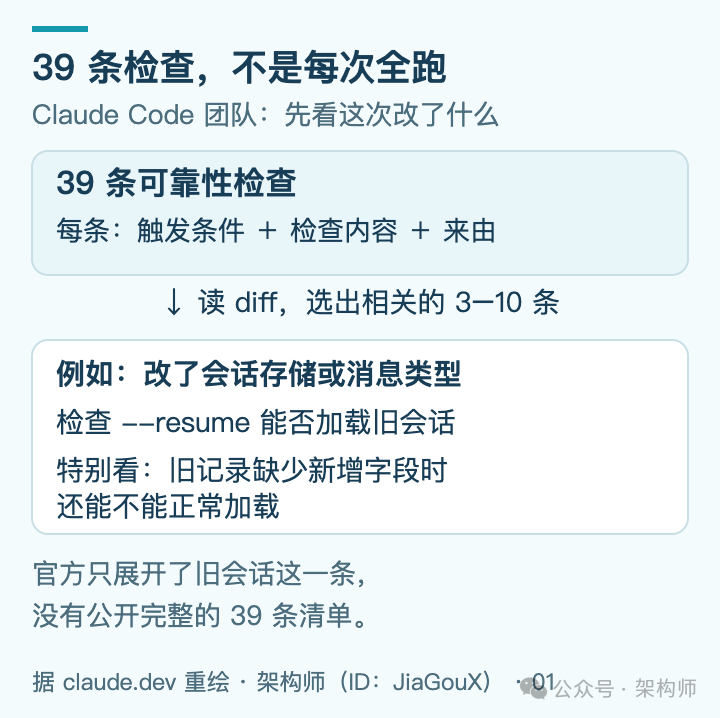 39 条检查，不是每次全跑
Claude Code 团队：先看这次改了什么
39 条可靠性检查
每条：触发条件 + 检查内容 + 来由
↓ 读 diff，选出相关的 3—10 条
例如：改了会话存储或消息类型
检查 --resume 能否加载旧会话
特别看：旧记录缺少新增字段时
还能不能正常加载
官方只展开了旧会话这一条，
没有公开完整的 39 条清单。
据 claude.dev 重绘 · 架构师（ID：JiaGouX） · 01
公众号 · 架构师